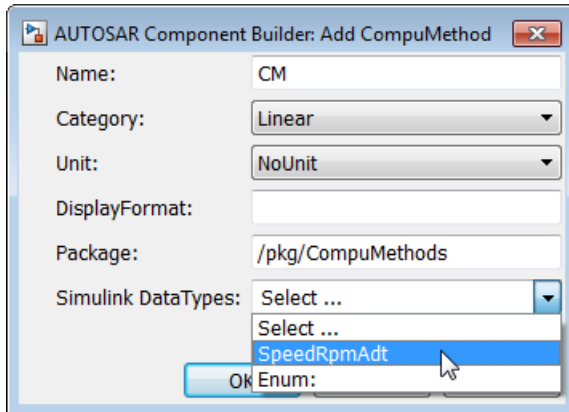 AUTOSAR Component Builder: Add CompuMethod
Name: CM
Category: Linear
Unit: NoUnit
DisplayFormat:
Package: /pkg/CompuMethods
Simulink DataTypes: Select ...
Select ...
SpeedRpmAdt
Enum: